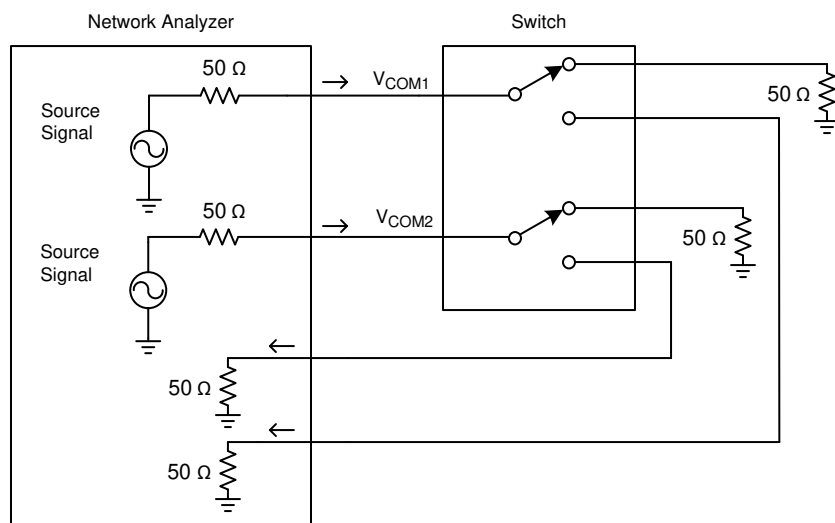 Network Analyzer
Switch
50 Ω
V_COM1
50 Ω
Source
Signal
50 Ω
V_COM2
50 Ω
Source
Signal
50 Ω
50 Ω